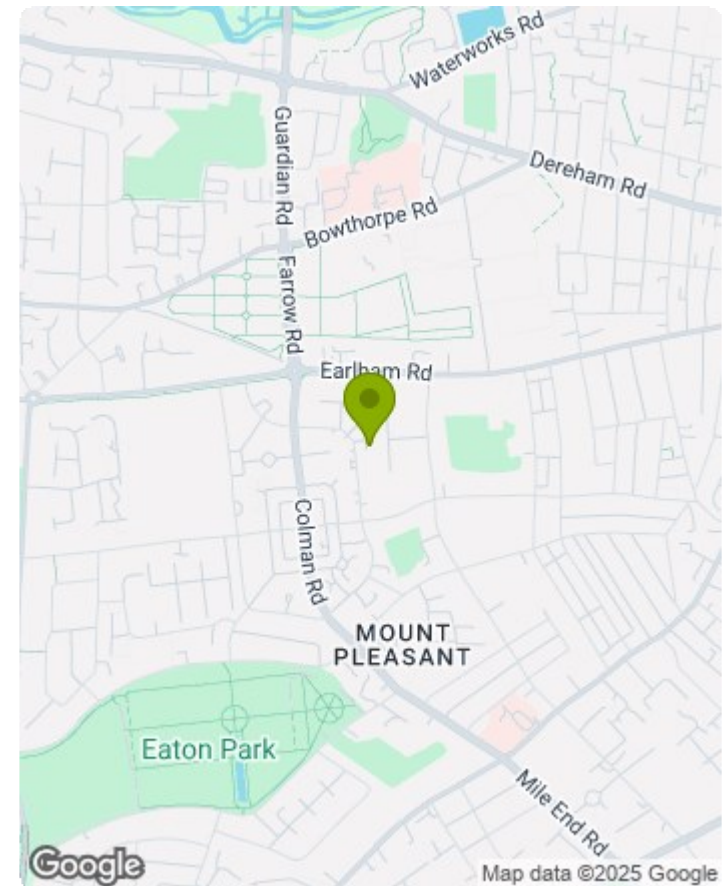 Waterworks Rd
Guardian Rd
Dereham Rd
Bowthorpe Rd
Farrow Rd
Earlham Rd
Colman Rd
MOUNT
PLEASANT
Eaton Park
Mile End Rd
Google
Map data ©2025 Google